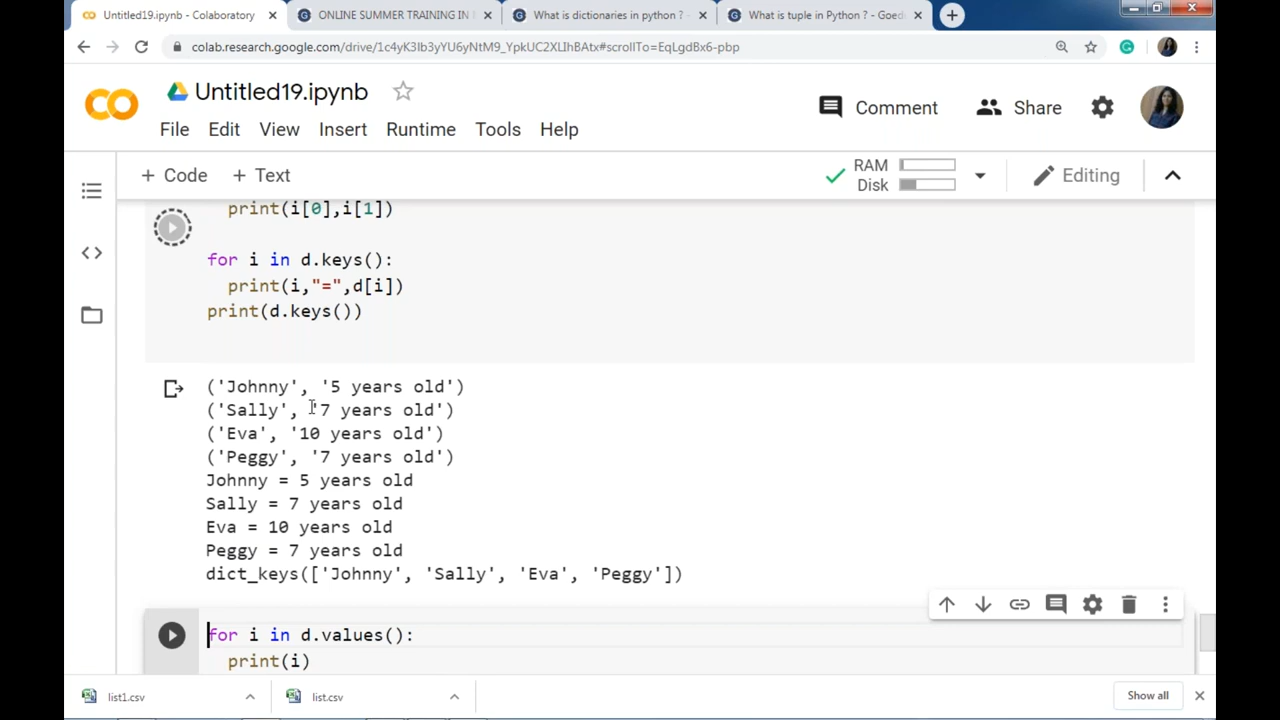 Untitled19.ipynb - Colaboratory
ONLINE SUMMER TRAINING IN
What is dictionaries in python ? -
What is tuple in Python ? - Goed
colab.research.google.com/drive/1c4yK3Ib3yYU6yNtM9_YpkUC2XLIhBAtx#scrollTo=EqLgdBx6-pbp
CO
Untitled19.ipynb
Comment
Share
File Edit View Insert Runtime Tools Help
+ Code + Text
RAM
Disk
Editing
print(i[0],i[1])
for i in d.keys():
print(i,"=",d[i])
print(d.keys())
('Johnny', '5 years old')
('Sally', '7 years old')
('Eva', '10 years old')
('Peggy', '7 years old')
Johnny = 5 years old
Sally = 7 years old
Eva = 10 years old
Peggy = 7 years old
dict_keys(['Johnny', 'Sally', 'Eva', 'Peggy'])
for i in d.values():
print(i)
list1.csv
list.csv
Show all